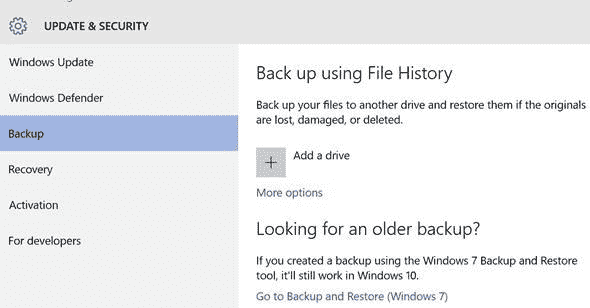 UPDATE & SECURITY
Windows Update
Windows Defender
Backup
Recovery
Activation
For developers
Back up using File History
Back up your files to another drive and restore them if the originals
are lost, damaged, or deleted.
Add a drive
More options
Looking for an older backup?
If you created a backup using the Windows 7 Backup and Restore
tool, it'll still work in Windows 10.
Go to Backup and Restore (Windows 7)